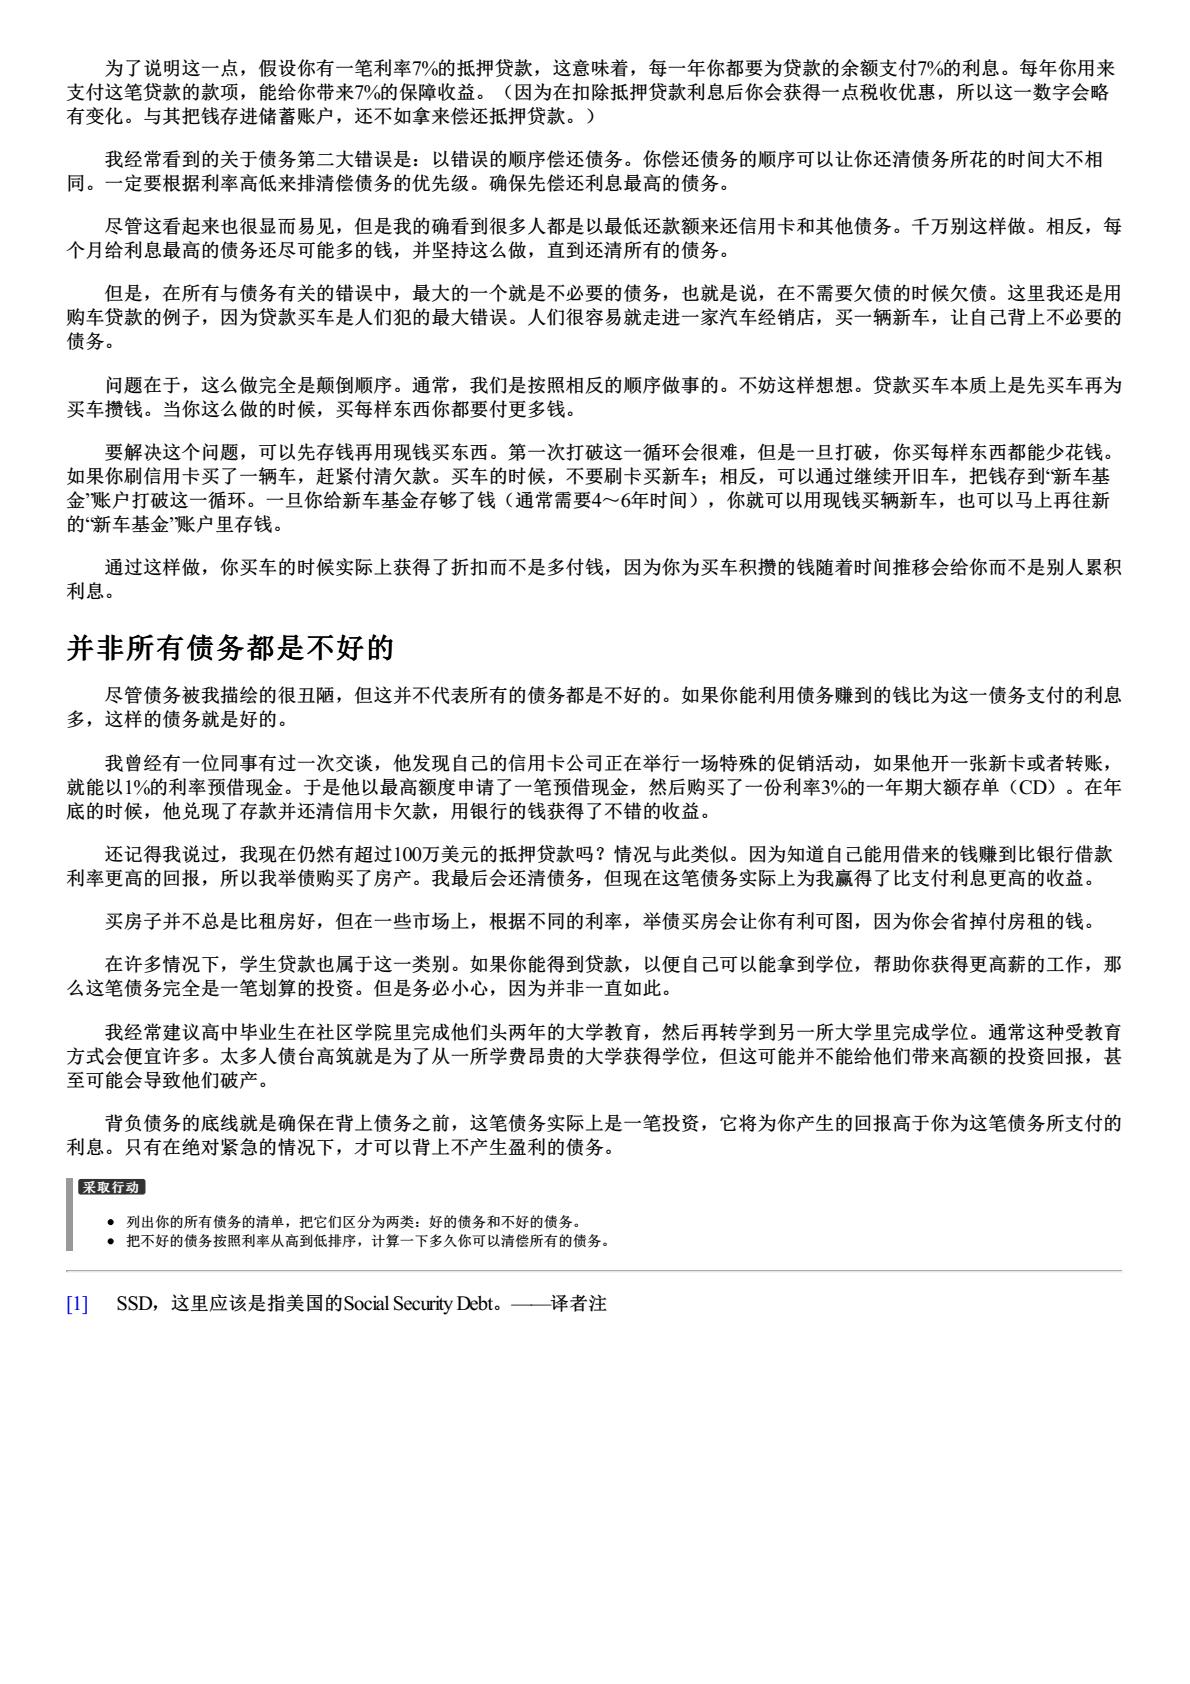 为了说明这一点，假设你有一笔利率7%的抵押贷款，这意味着，每一年你都要为贷款的余额支付7%的利息。每年你用来
支付这笔贷款的款项，能给你带来7%的保障收益。（因为在扣除抵押贷款利息后你会获得一点税收优惠，所以这一数字会略
有变化。与其把钱存进储蓄账户，还不如拿来偿还抵押贷款。）
我经常看到的关于债务第二大错误是：以错误的顺序偿还债务。你偿还债务的顺序可以让你还清债务所花的时间大不相
同。一定要根据利率高低来排清偿债务的优先级。确保先偿还利息最高的债务。
尽管这看起来也很显而易见，但是我的确看到很多人都是以最低还款额来还信用卡和其他债务。千万别这样做。相反，每
个月给利息最高的债务还尽可能多的钱，并坚持这么做，直到还清所有的债务。
但是，在所有与债务有关的错误中，最大的一个就是不必要的债务，也就是说，在不需要欠债的时候欠债。这里我还是用
购车贷款的例子，因为贷款买车是人们犯的最大错误。人们很容易就走进一家汽车经销店，买一辆新车，让自己背上不必要的
债务。
问题在于，这么做完全是颠倒顺序。通常，我们是按照相反的顺序做事的。不妨这样想想。贷款买车本质上是先买车再为
买车攒钱。当你这么做的时候，买每样东西你都要付更多钱。
要解决这个问题，可以先存钱再用现钱买东西。第一次打破这一循环会很难，但是一旦打破，你买每样东西都能少花钱。
如果你刷信用卡买了一辆车，赶紧付清欠款。买车的时候，不要刷卡买新车；相反，可以通过继续开旧车，把钱存到“新车基
金”账户打破这一循环。一旦你给新车基金存够了钱（通常需要4～6年时间），你就可以用现钱买辆新车，也可以马上再往新
的“新车基金”账户里存钱。
通过这样做，你买车的时候实际上获得了折扣而不是多付钱，因为你为买车积攒的钱随着时间推移会给你而不是别人累积
利息。
并非所有债务都是不好的
尽管债务被我描绘的很丑陋，但这并不代表所有的债务都是不好的。如果你能利用债务赚到的钱比为这一债务支付的利息
多，这样的债务就是好的。
我曾经有一位同事有过一次交谈，他发现自己的信用卡公司正在举行一场特殊的促销活动，如果他开一张新卡或者转账，
就能以1%的利率预借现金。于是他以最高额度申请了一笔预借现金，然后购买了一份利率3%的一年期大额存单（CD）。在年
底的时候，他兑现了存款并还清信用卡欠款，用银行的钱获得了不错的收益。
还记得我说过，我现在仍然有超过100万美元的抵押贷款吗？情况与此类似。因为知道自己能用借来的钱赚到比银行借款
利率更高的回报，所以我举债购买了房产。我最后会还清债务，但现在这笔债务实际上为我赢得了比支付利息更高的收益。
买房子并不总是比租房好，但在一些市场上，根据不同的利率，举债买房会让你有利可图，因为你会省掉付房租的钱。
在许多情况下，学生贷款也属于这一类别。如果你能得到贷款，以便自己可以能拿到学位，帮助你获得更高薪的工作，那
么这笔债务完全是一笔划算的投资。但是务必小心，因为并非一直如此。
我经常建议高中毕业生在社区学院里完成他们头两年的大学教育，然后再转学到另一所大学里完成学位。通常这种受教育
方式会便宜许多。太多人债台高筑就是为了从一所学费昂贵的大学获得学位，但这可能并不能给他们带来高额的投资回报，甚
至可能会导致他们破产。
背负债务的底线就是确保在背上债务之前，这笔债务实际上是一笔投资，它将为你产生的回报高于你为这笔债务所支付的
利息。只有在绝对紧急的情况下，才可以背上不产生盈利的债务。
采取行动
● 列出你的所有债务的清单，把它们区分为两类：好的债务和不好的债务。
● 把不好的债务按照利率从高到低排序，计算一下多久你可以清偿所有的债务。
[1] SSD，这里应该是指美国的Social Security Debt。——译者注